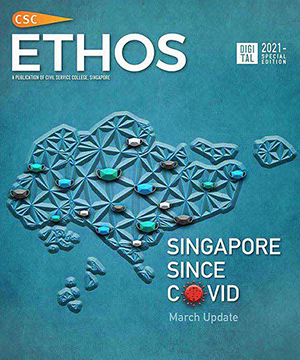 CSC
ETHOS
A PUBLICATION OF CIVIL SERVICE COLLEGE, SINGAPORE
DIGI
TAL
2021-
SPECIAL
EDITION
SINGAPORE
SINCE
COVID
March Update